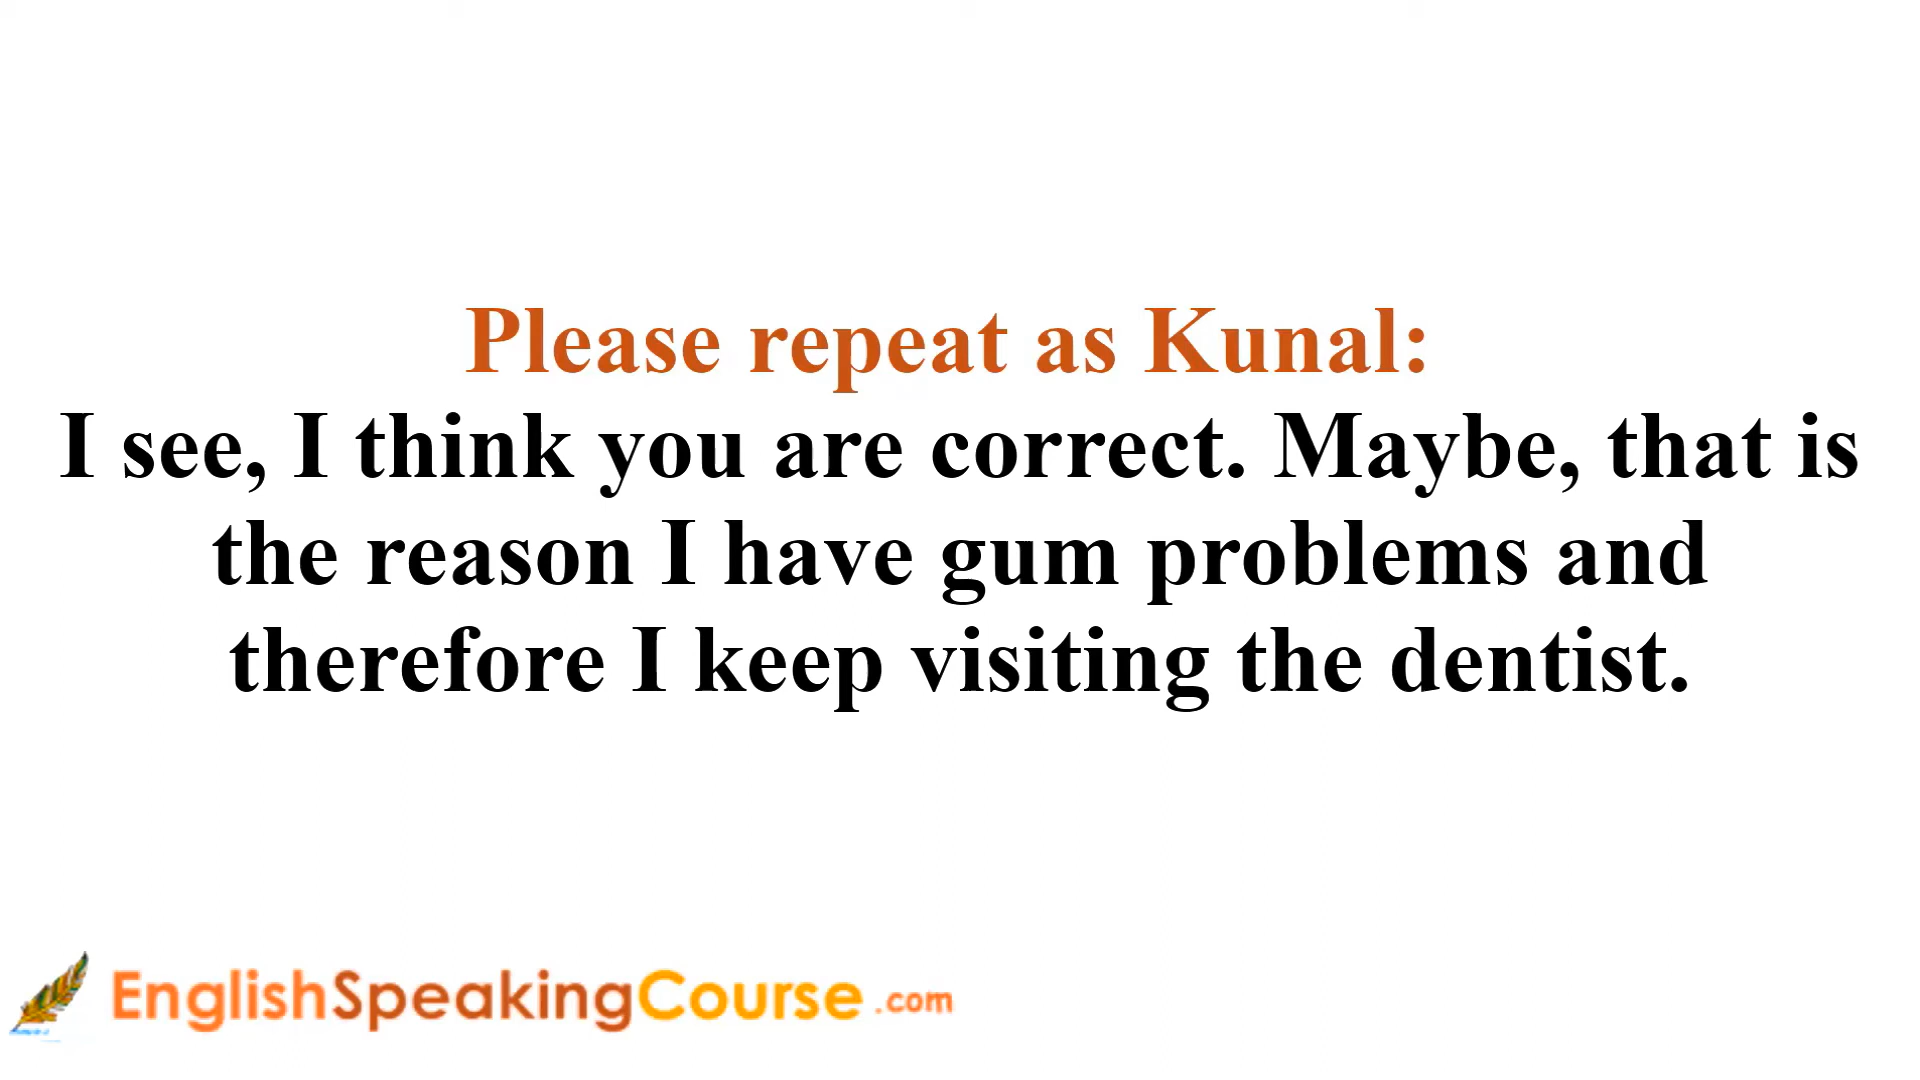 Please repeat as Kunal:
I see, I think you are correct. Maybe, that is
the reason I have gum problems and
therefore I keep visiting the dentist.
EnglishSpeakingCourse.com